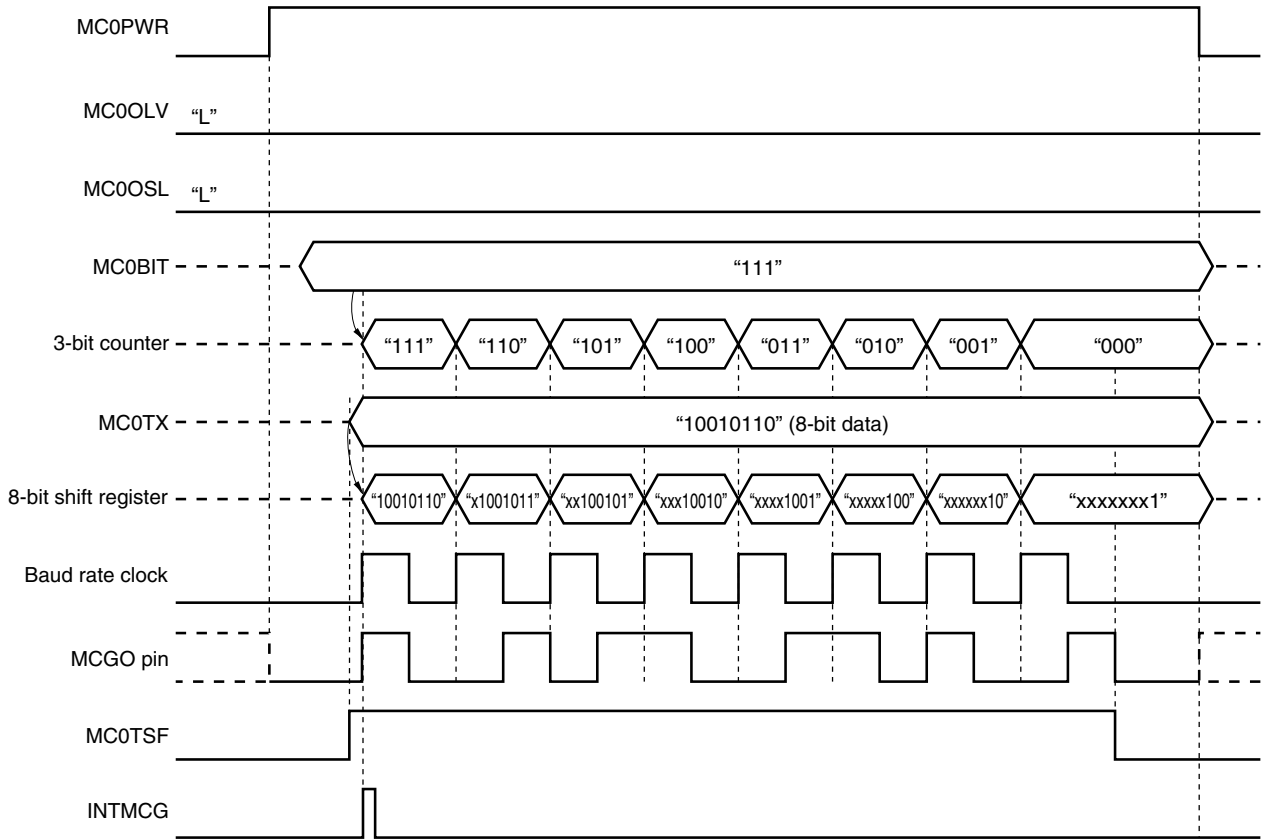 MC0PWR
MC0OLV “L”
MC0OSL “L”
MC0BIT “111”
3-bit counter “111” “110” “101” “100” “011” “010” “001” “000”
MC0TX “10010110” (8-bit data)
8-bit shift register “10010110” “x1001011” “xx100101” “xxx10010” “xxxx1001” “xxxxx100” “xxxxxx10” “xxxxxxx1”
Baud rate clock
MCGO pin
MC0TSF
INTMCG